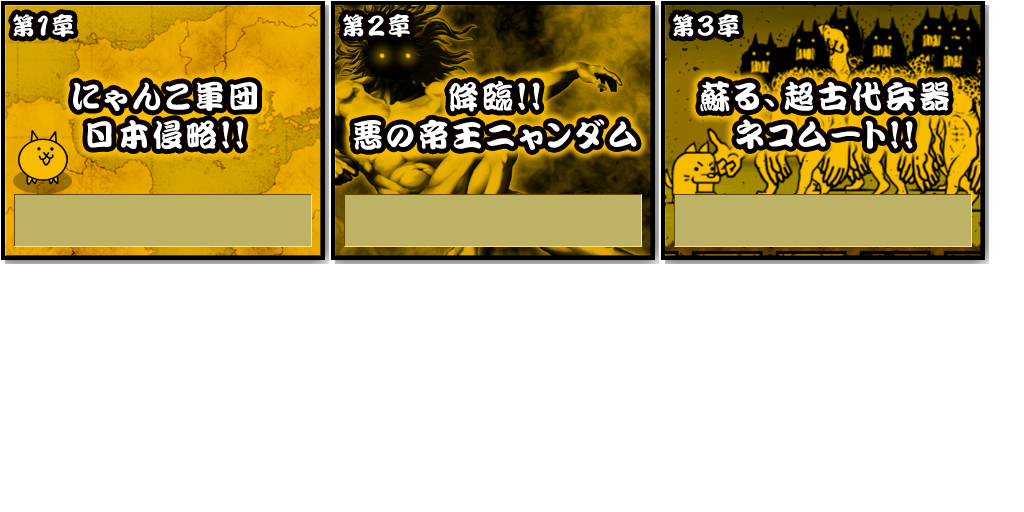 第1章
にゃんこ軍団
日本侵略!!
第2章
降臨!!
悪の帝王ニャンダム
第3章
蘇る、超古代兵器
ネコムート!!